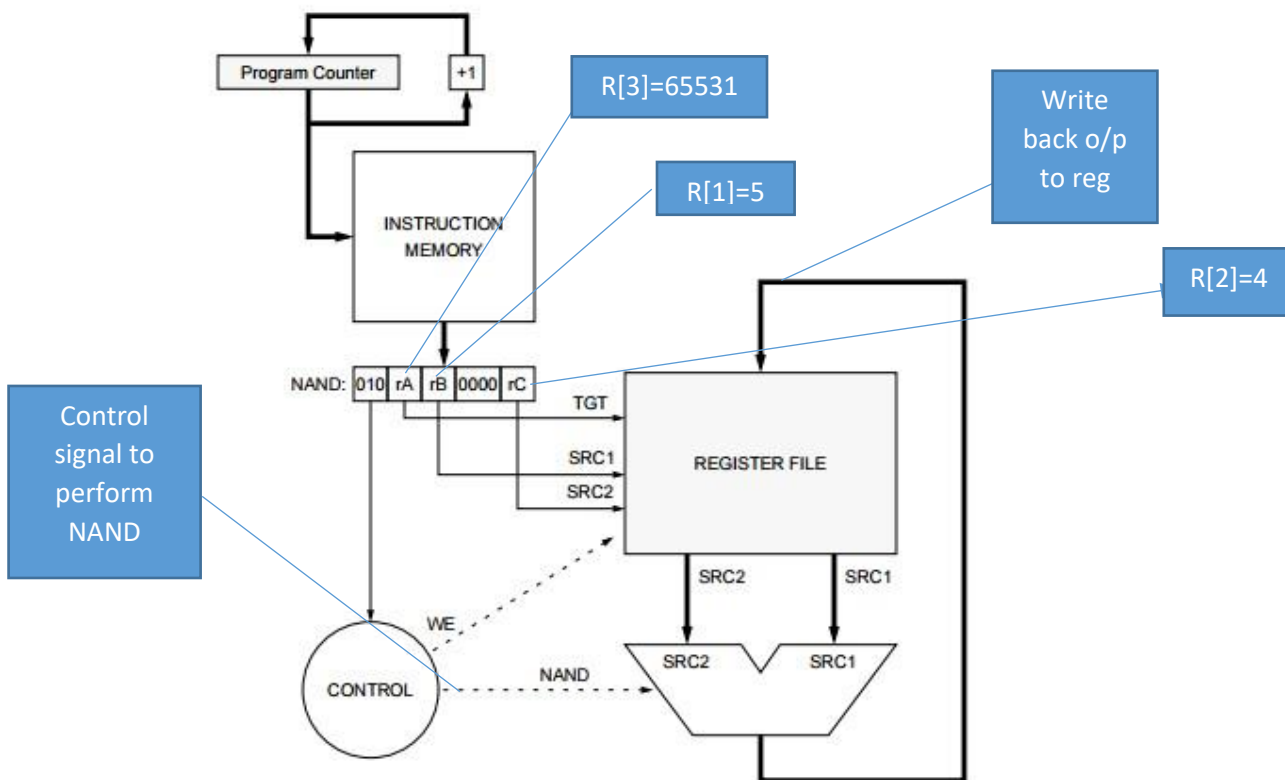 Program Counter
+1
R[3]=65531
Write
back o/p
to reg
INSTRUCTION
MEMORY
R[1]=5
R[2]=4
NAND: 010 rA rB 0000 rC
Control
signal to
perform
NAND
TGT
SRC1
SRC2
REGISTER FILE
SRC2 SRC1
WE
SRC2 SRC1
NAND
CONTROL